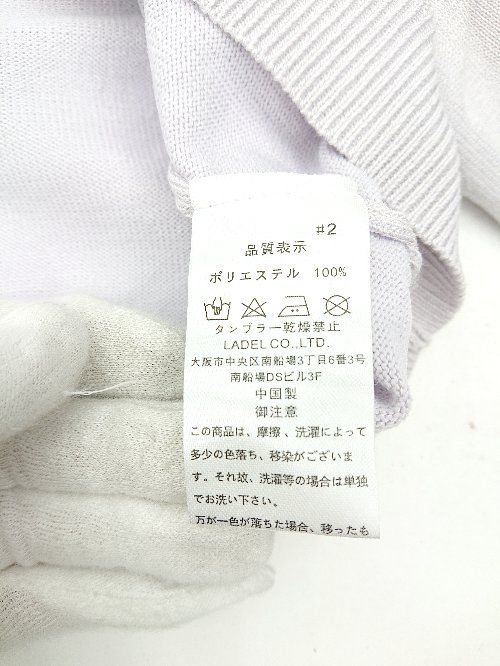 #2
品質表示
ポリエステル 100%
タンブラー乾燥禁止
LADEL CO.,LTD.
大阪市中央区南船場3丁目6番3号
南船場DSビル3F
中国製
御注意
この商品は、摩擦、洗濯によって
多少の色落ち、移染がございま
す。それ故、洗濯等の場合は単独
でお洗い下さい。
万が一色が落ちた場合、移ったも